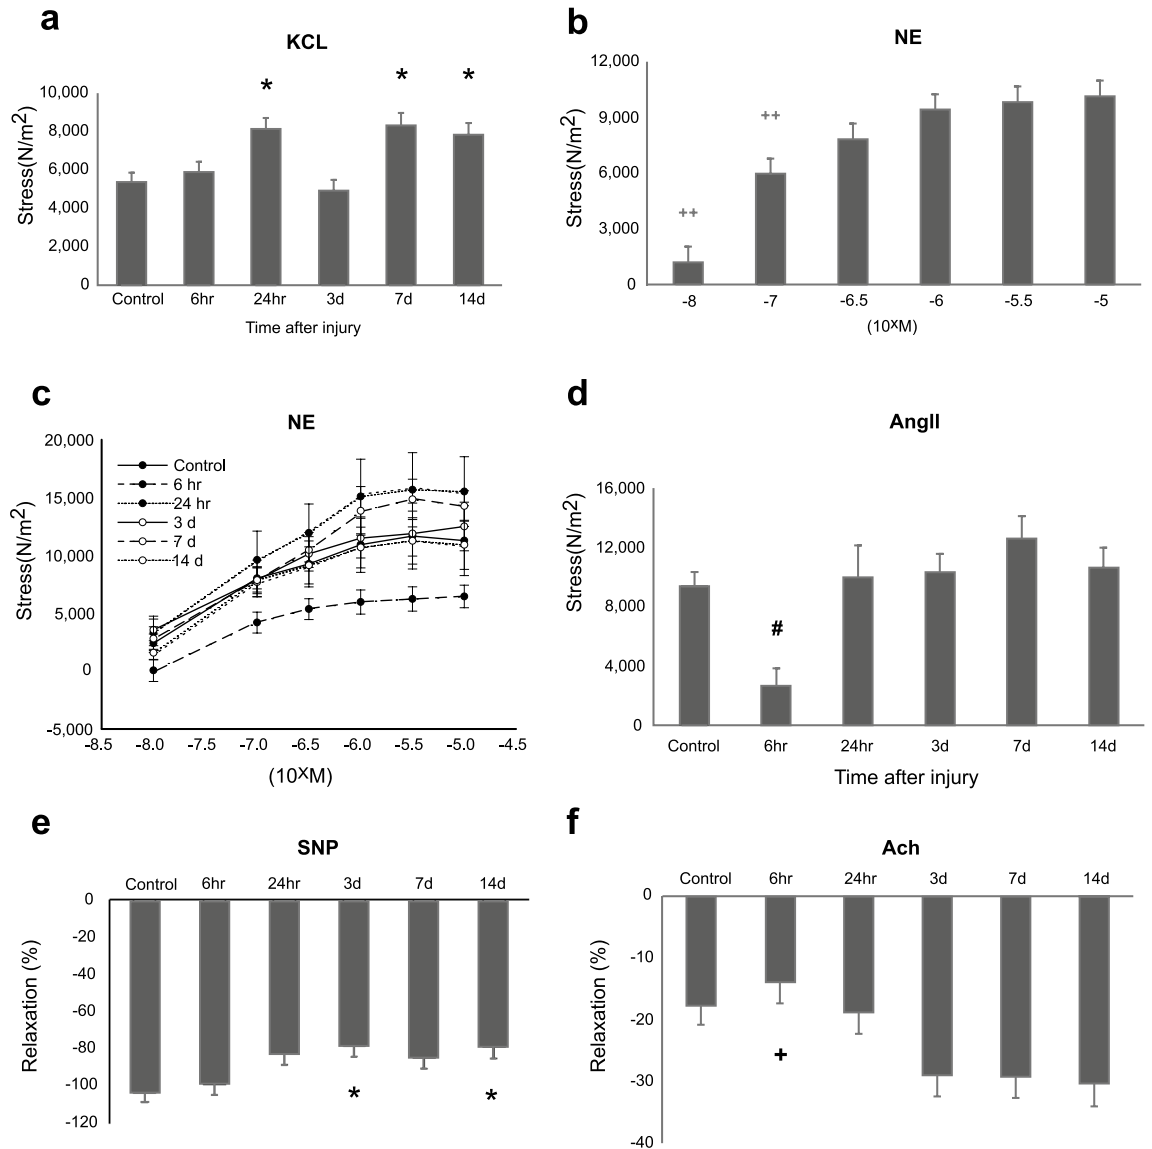 a
KCL
Stress(N/m2)
10,000
8,000
6,000
4,000
2,000
0
*
*
*
Control 6hr 24hr 3d 7d 14d
Time after injury
b
NE
Stress(N/m2)
12,000
9,000
6,000
3,000
0
++
++
-8 -7 -6.5 -6 -5.5 -5
(10XM)
c
NE
Stress(N/m2)
20,000
15,000
10,000
5,000
0
-5,000
Control
6 hr
24 hr
3 d
7 d
14 d
-8.5 -8.0 -7.5 -7.0 -6.5 -6.0 -5.5 -5.0 -4.5
(10XM)
d
AngII
Stress(N/m2)
16,000
12,000
8,000
4,000
0
#
Control 6hr 24hr 3d 7d 14d
Time after injury
e
SNP
Control 6hr 24hr 3d 7d 14d
Relaxation (%)
0
-20
-40
-60
-80
-100
-120
*
*
f
Ach
Control 6hr 24hr 3d 7d 14d
Relaxation (%)
0
-10
-20
-30
-40
+